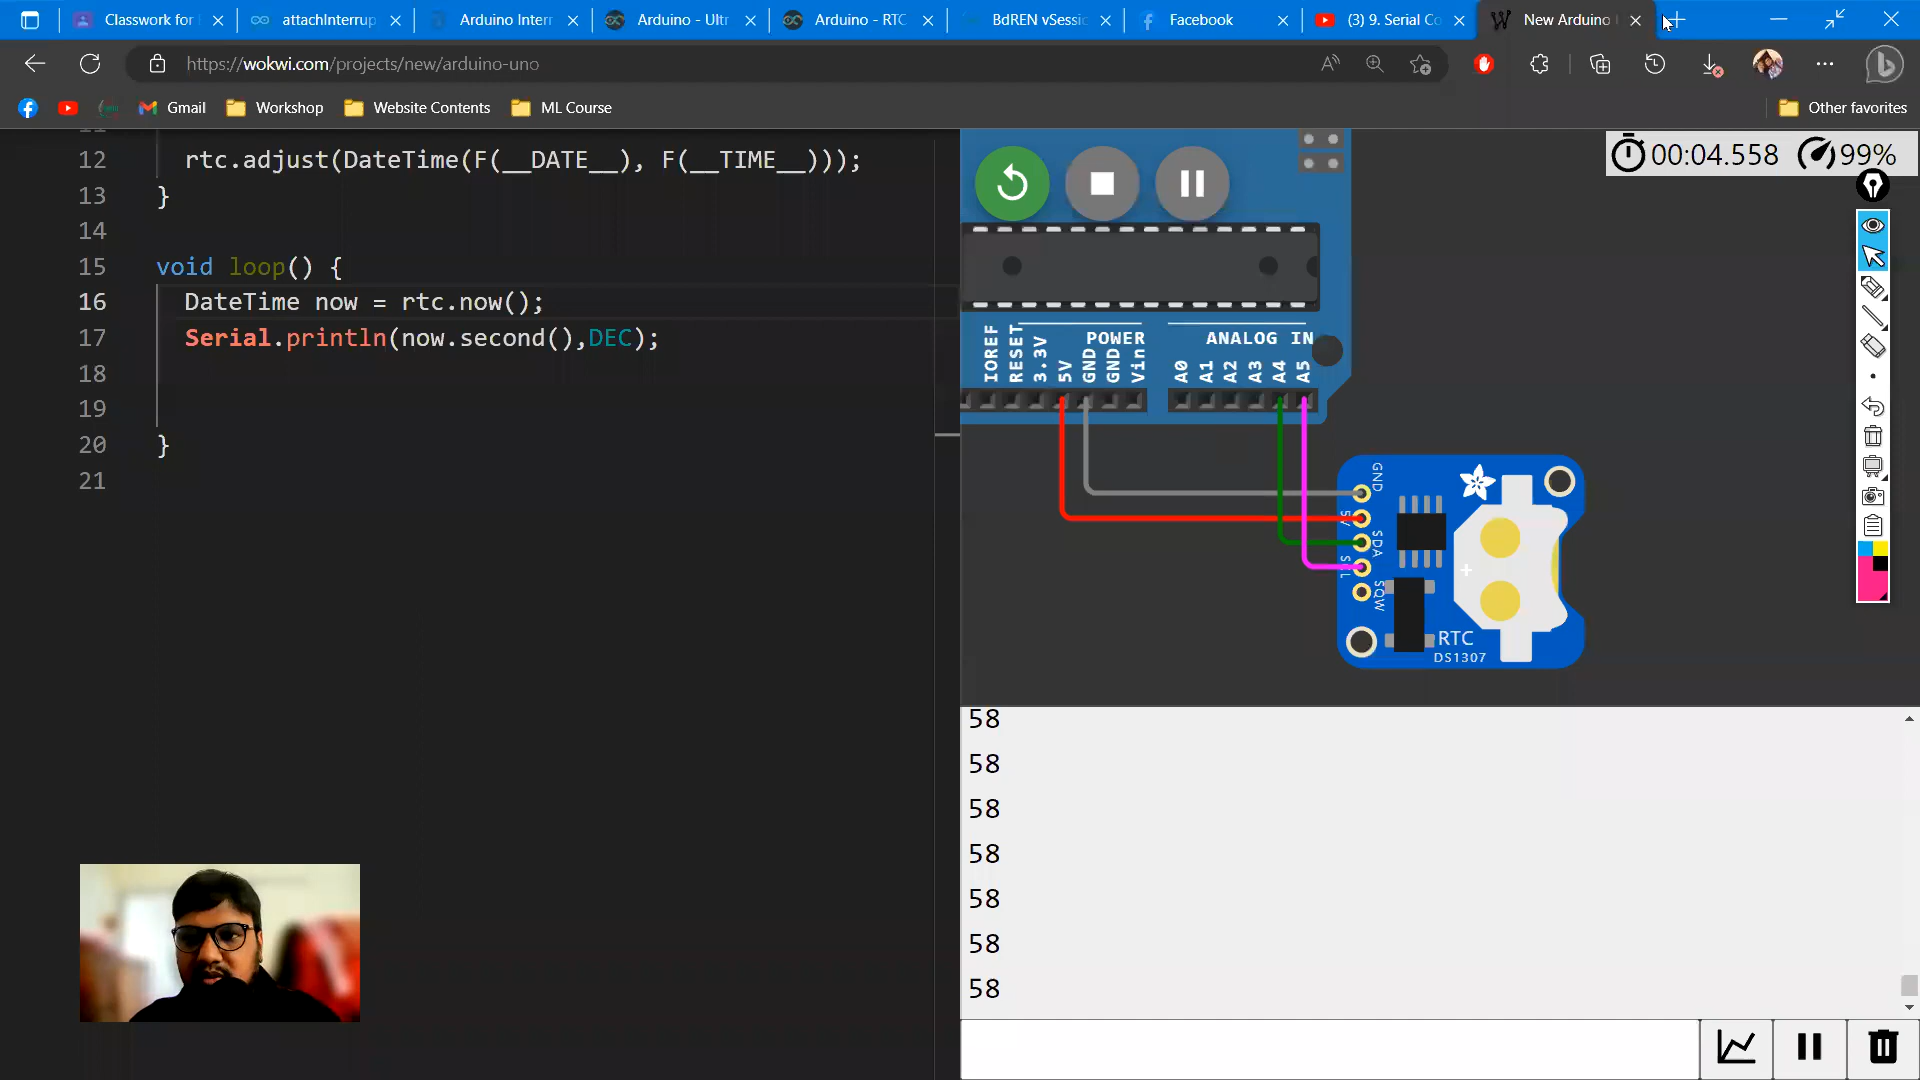 Classwork for
attachInterrup
Arduino Interr
Arduino - Ultr
Arduino - RTC
BdREN vSessic
Facebook
(3) 9. Serial Co
New Arduino
https://wokwi.com/projects/new/arduino-uno
Gmail
Workshop
Website Contents
ML Course
Other favorites
12 rtc.adjust(DateTime(F(__DATE__), F(__TIME__)));
13 }
14
15 void loop() {
16 DateTime now = rtc.now();
17 Serial.println(now.second(),DEC);
18
19
20 }
21
00:04.558 99%
POWER ANALOG IN
IOREF RESET 3.3V 5V GND GND Vin A0 A1 A2 A3 A4 A5
GND
5V
SDA
SCL
SQW
RTC
DS1307
58
58
58
58
58
58
58